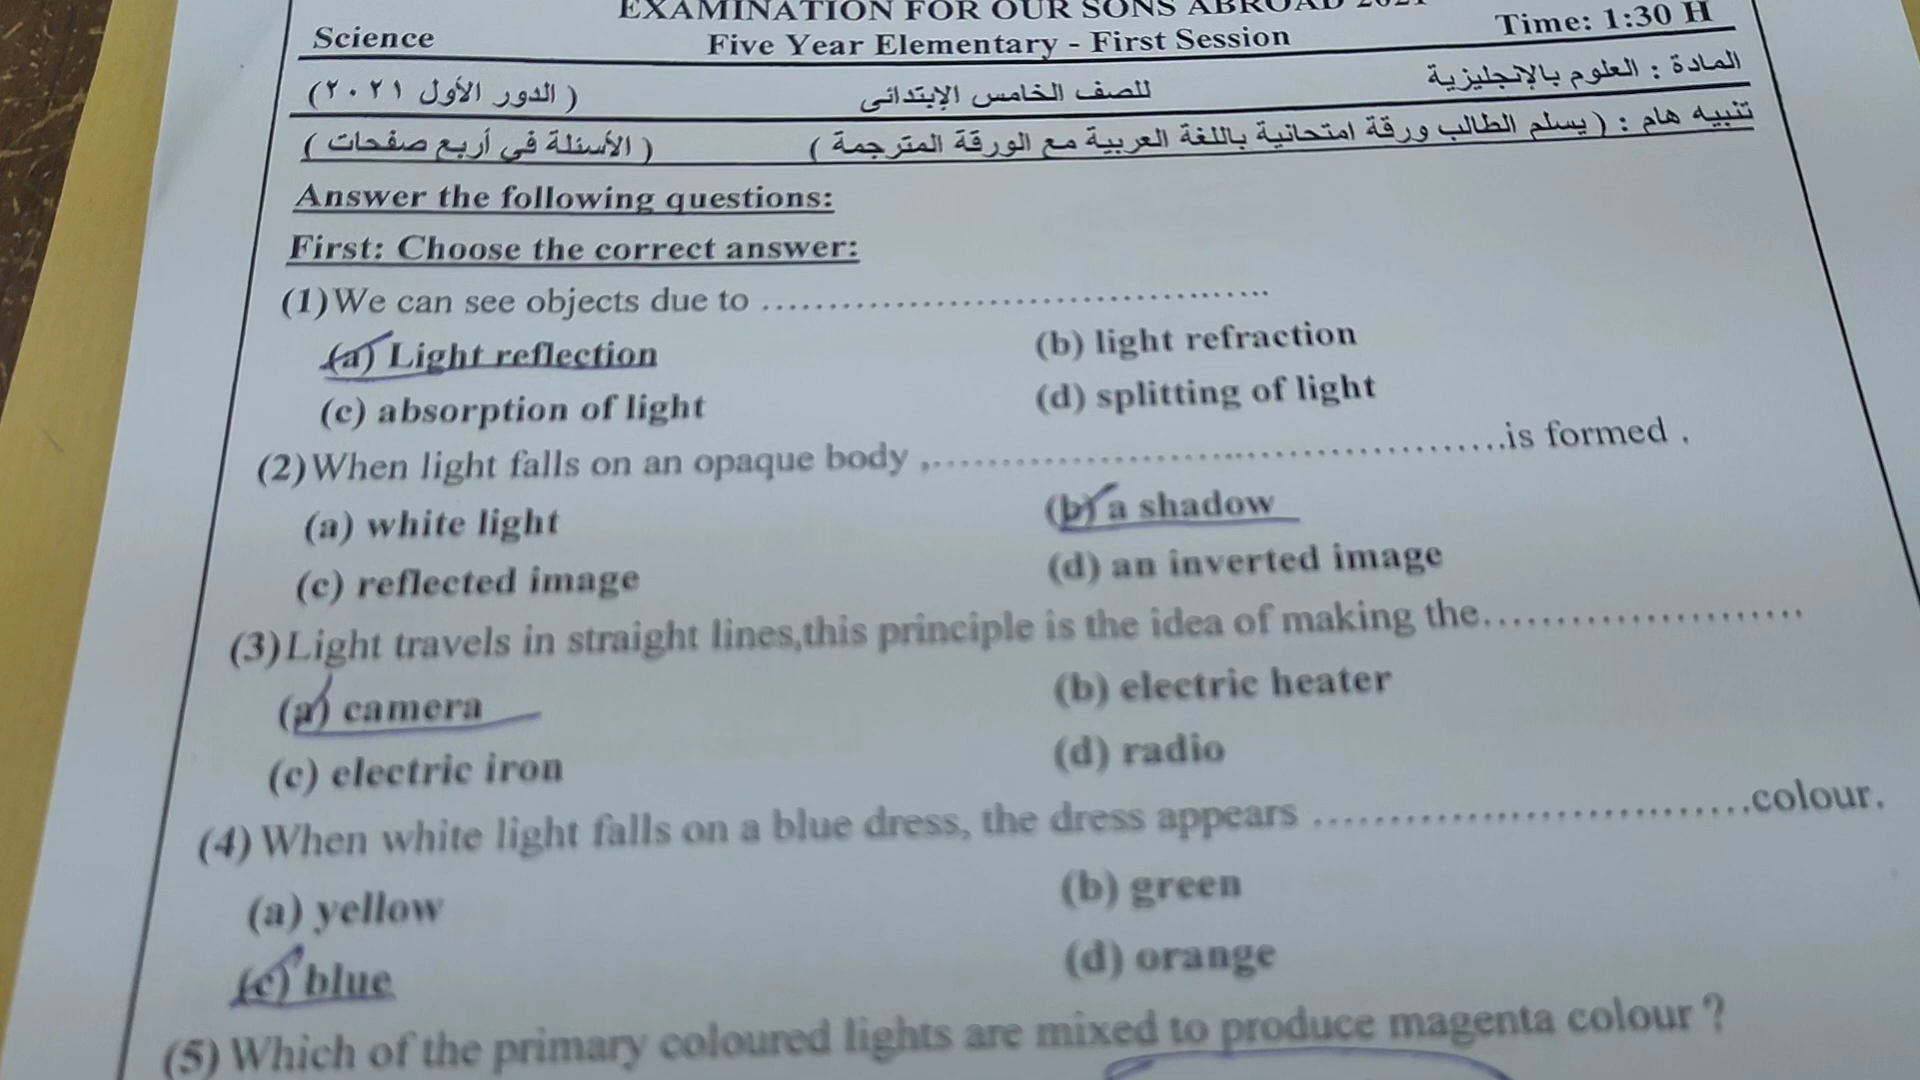 EXAMINATION FOR OUR SONS ABROAD 2021
Science
Five Year Elementary - First Session
Time: 1:30 H
المادة : العلوم بالإنجليزية
للصف الخامس الإبتدائى
( الدور الأول ٢٠٢١)
تنبيه هام : ( يسلم الطالب ورقة امتحانية باللغة العربية مع الورقة المترجمة )
( الأسئلة فى أربع صفحات )
Answer the following questions:
First: Choose the correct answer:
(1)We can see objects due to ................................................
(a) Light reflection
(b) light refraction
(c) absorption of light
(d) splitting of light
(2)When light falls on an opaque body ,......................................................is formed .
(a) white light
(b) a shadow
(c) reflected image
(d) an inverted image
(3)Light travels in straight lines,this principle is the idea of making the.......................
(a) camera
(b) electric heater
(c) electric iron
(d) radio
(4)When white light falls on a blue dress, the dress appears .................................colour.
(a) yellow
(b) green
(c) blue
(d) orange
(5)Which of the primary coloured lights are mixed to produce magenta colour ?